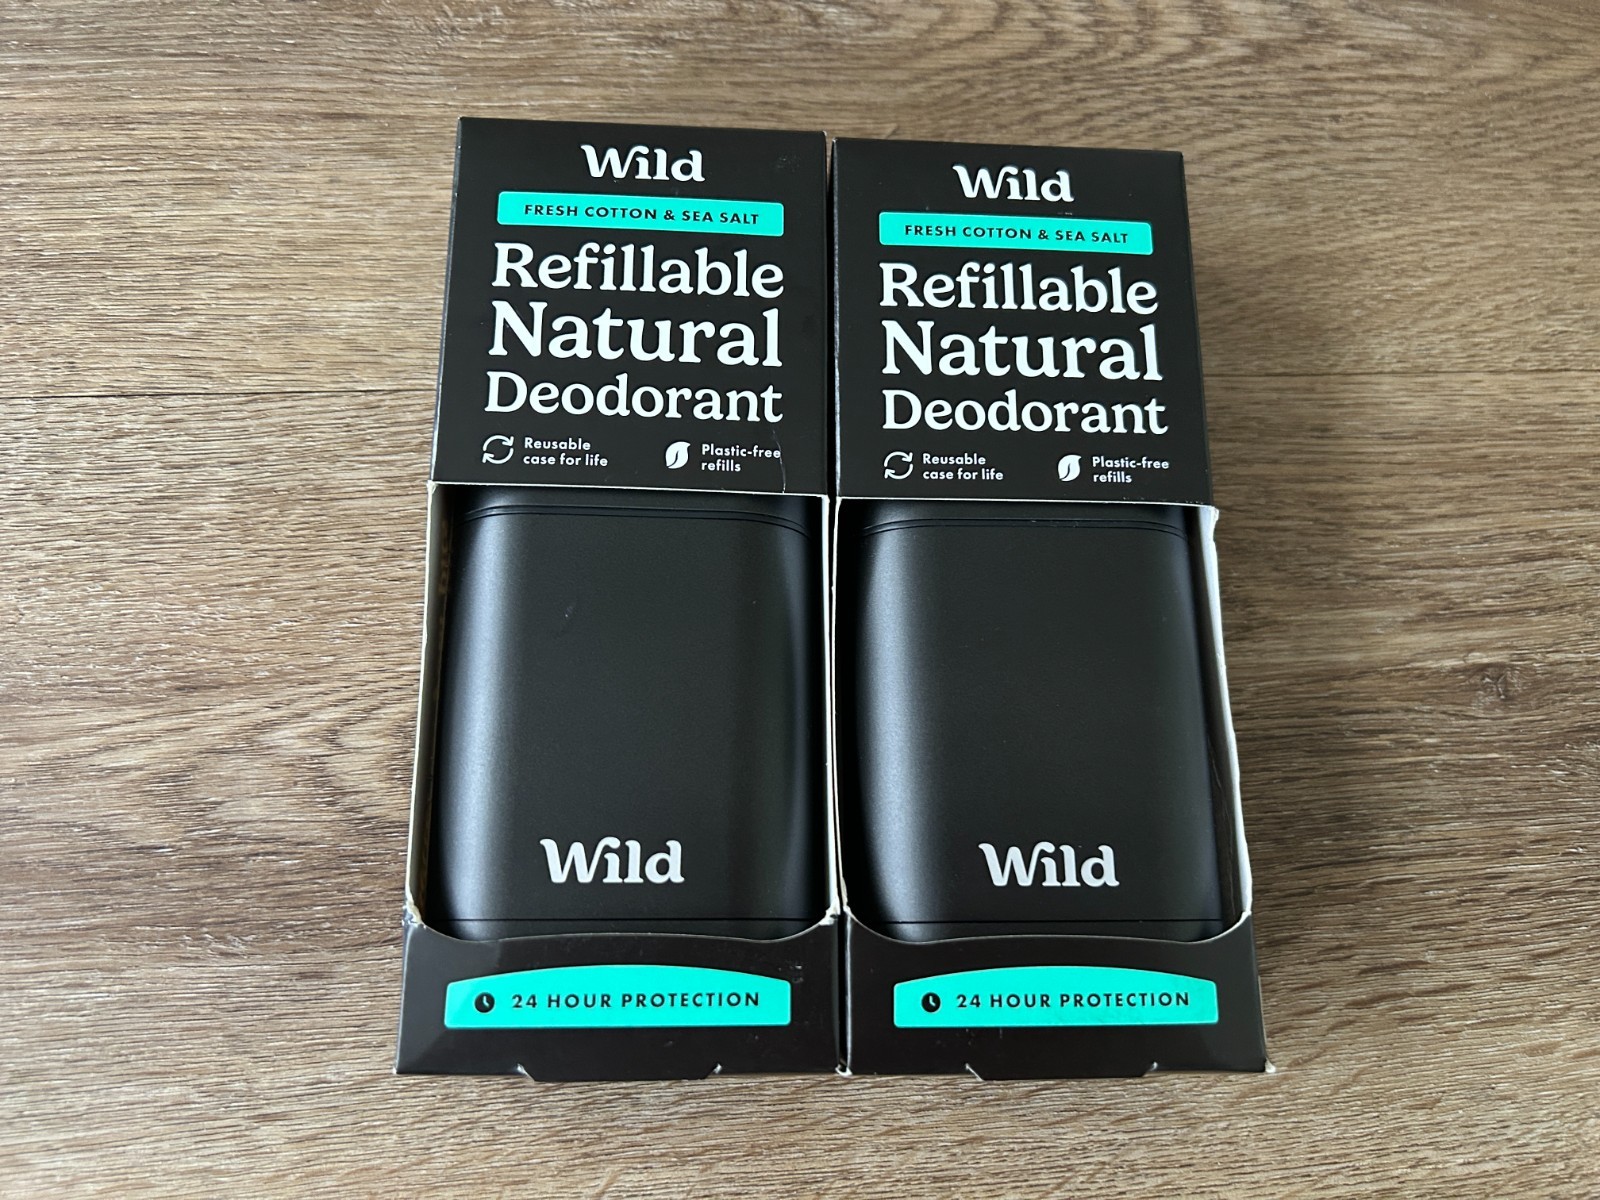 Wild
FRESH COTTON & SEA SALT
Refillable
Natural
Deodorant
Reusable
case for life
Plastic-free
refills
Wild
24 HOUR PROTECTION
Wild
FRESH COTTON & SEA SALT
Refillable
Natural
Deodorant
Reusable
case for life
Plastic-free
refills
Wild
24 HOUR PROTECTION